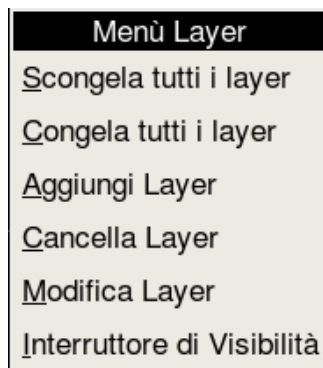 Menù Layer
Scongela tutti i layer
Congela tutti i layer
Aggiungi Layer
Cancella Layer
Modifica Layer
Interruttore di Visibilità